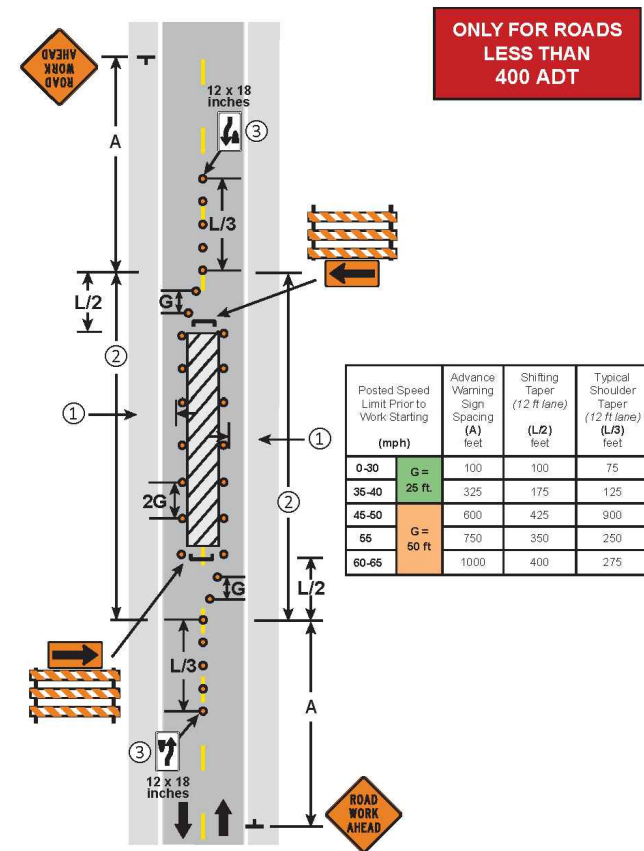 ROAD
WORK
AHEAD
ONLY FOR ROADS
LESS THAN
400 ADT
12 x 18
inches
3
A
L/3
L/2
G
2
1
1
2G
2
G
L/2
L/3
A
3
12 x 18
inches
ROAD
WORK
AHEAD
Posted Speed
Limit Prior to
Work Starting
(mph)
Advance
Warning
Sign
Spacing
(A)
feet
Shifting
Taper
(12 ft lane)
(L/2)
feet
Typical
Shoulder
Taper
(12 ft lane)
(L/3)
feet
0-30 G = 25 ft. 100 100 75
35-40 325 175 125
45-50 G = 50 ft 600 425 900
55 750 350 250
60-65 1000 400 275